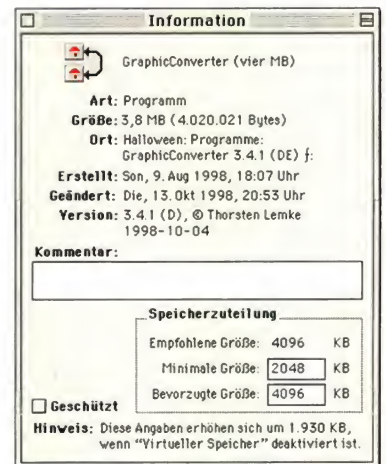 Information
GraphicConverter (vier MB)
Art: Programm
Größe: 3,8 MB (4.020.021 Bytes)
Ort: Halloween: Programme:
GraphicConverter 3.4.1 (DE) ƒ:
Erstellt: Son, 9. Aug 1998, 18:07 Uhr
Geändert: Die, 13. Okt 1998, 20:53 Uhr
Version: 3.4.1 (D), © Thorsten Lemke
1998-10-04
Kommentar:
Speicherzuteilung
Empfohlene Größe: 4096 KB
Minimale Größe: 2048 KB
Bevorzugte Größe: 4096 KB
Geschützt
Hinweis: Diese Angaben erhöhen sich um 1.930 KB,
wenn "Virtueller Speicher" deaktiviert ist.